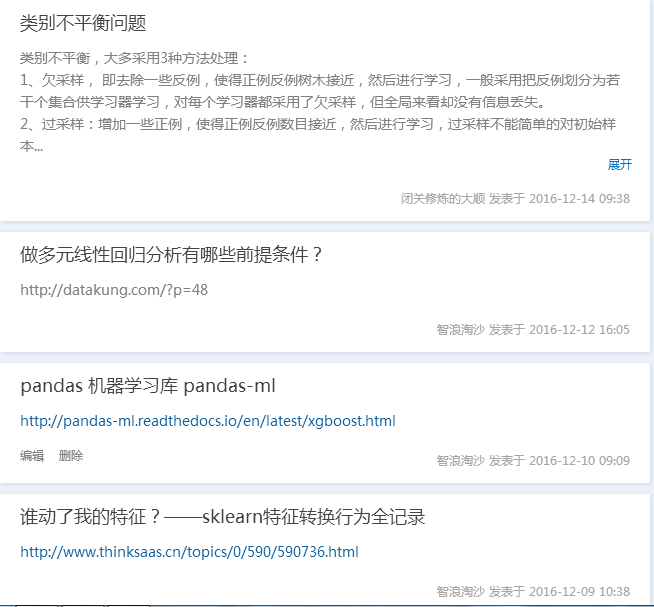 类别不平衡问题
类别不平衡，大多采用3种方法处理：
1、欠采样， 即去除一些反例，使得正例反例树木接近，然后进行学习，一般采用把反例划分为若
干个集合供学习器学习，对每个学习器都采用了欠采样，但全局来看却没有信息丢失。
2、过采样：增加一些正例，使得正例反例数目接近，然后进行学习，过采样不能简单的对初始样
本...
展开
闭关修炼的大顺 发表于 2016-12-14 09:38
做多元线性回归分析有哪些前提条件？
http://datakung.com/?p=48
智浪淘沙 发表于 2016-12-12 16:05
pandas 机器学习库 pandas-ml
http://pandas-ml.readthedocs.io/en/latest/xgboost.html
编辑 删除
智浪淘沙 发表于 2016-12-10 09:09
谁动了我的特征？——sklearn特征转换行为全记录
http://www.thinksaas.cn/topics/0/590/590736.html
智浪淘沙 发表于 2016-12-09 10:38